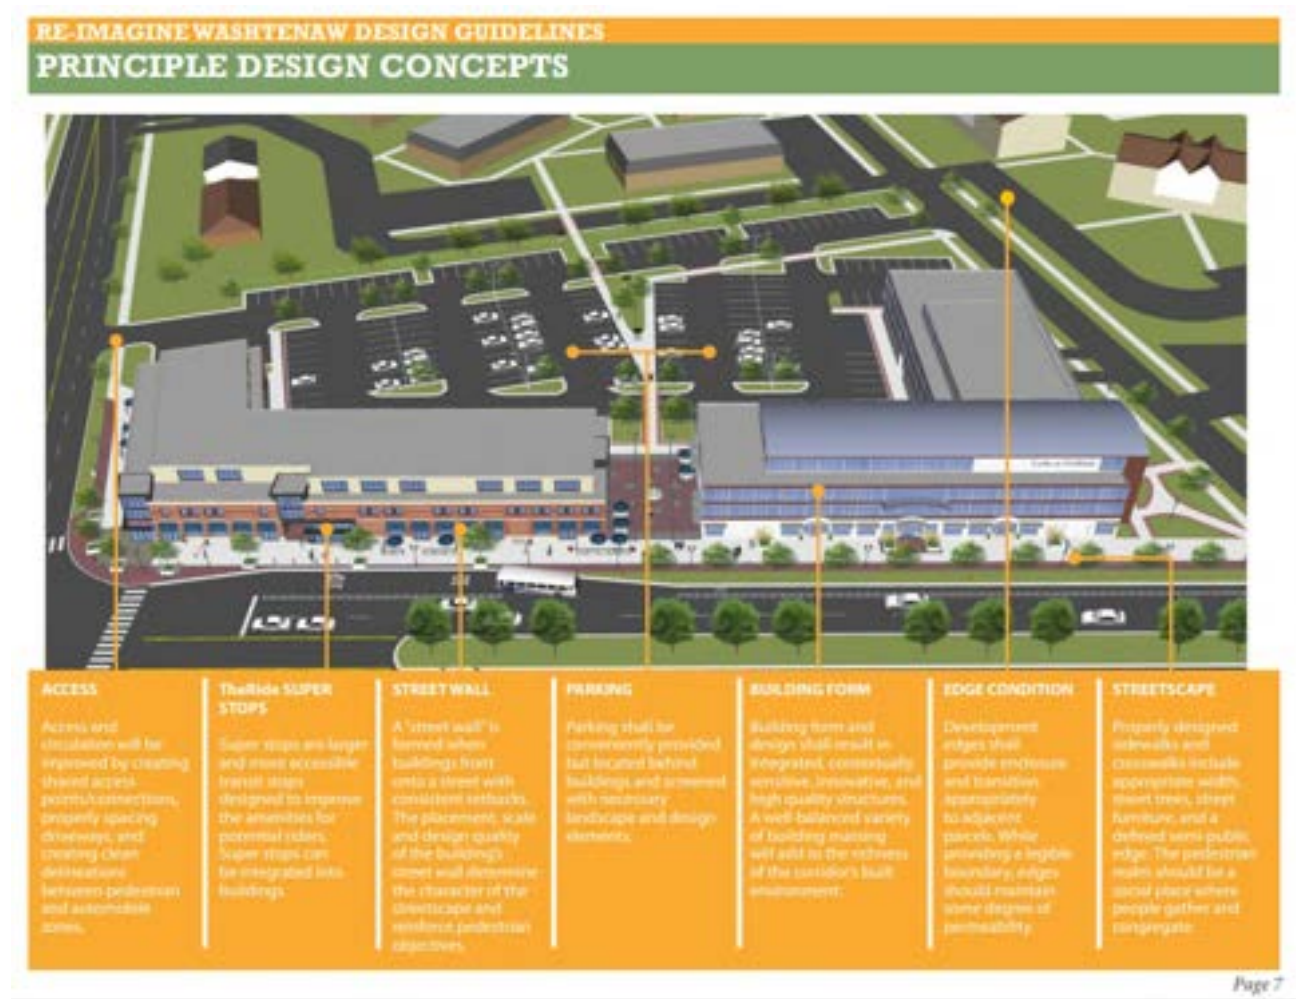 RE-IMAGINE WASHTENAW DESIGN GUIDELINES
PRINCIPLE DESIGN CONCEPTS
ACCESS
Access and
circulation will be
improved by creating
shared access
points/connections,
properly spacing
driveways, and
creating clean
delineations
between pedestrian
and automobile
zones.
TheRide SUPER
STOPS
Super stops are larger
and more accessible
transit stops
designed to improve
the amenities for
potential riders.
Super stops can
be integrated into
buildings.
STREET WALL
A "street wall" is
formed when
buildings front
onto a street with
consistent setbacks.
The placement, scale
and design quality
of the building's
street wall determine
the character of the
streetscape and
reinforce pedestrian
objectives.
PARKING
Parking shall be
conveniently provided
but located behind
buildings and screened
with necessary
landscape and design
elements.
BUILDING FORM
Building form and
design shall result in
integrated, contextually
sensitive, innovative, and
high quality structures.
A well-balanced variety
of building massing
will add to the richness
of the corridor's built
environment.
EDGE CONDITION
Development
edges shall
provide enclosure
and transition
appropriately
to adjacent
parcels. While
providing a legible
boundary, edges
should maintain
some degree of
permeability.
STREETSCAPE
Properly designed
sidewalks and
crosswalks include
appropriate width,
street trees, street
furniture, and a
defined semi-public
edge. The pedestrian
realm should be a
social place where
people gather and
congregate.
Page 7